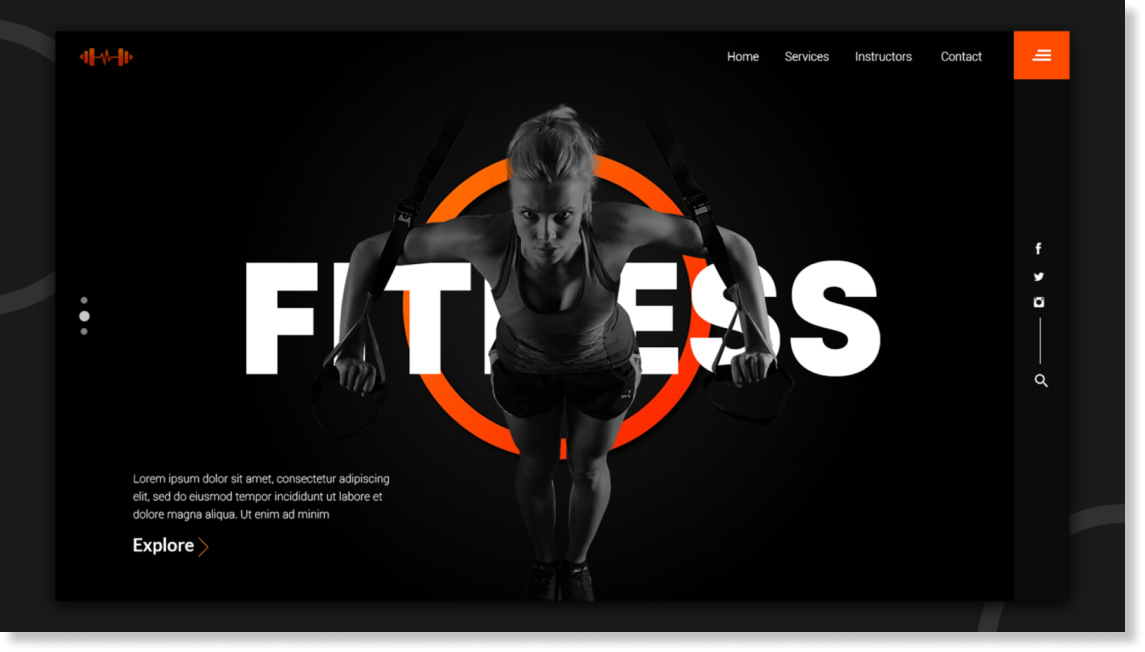 Home Services Instructors Contact
FITNESS
Lorem ipsum dolor sit amet, consectetur adipiscing
elit, sed do eiusmod tempor incididunt ut labore et
dolore magna aliqua. Ut enim ad minim
Explore